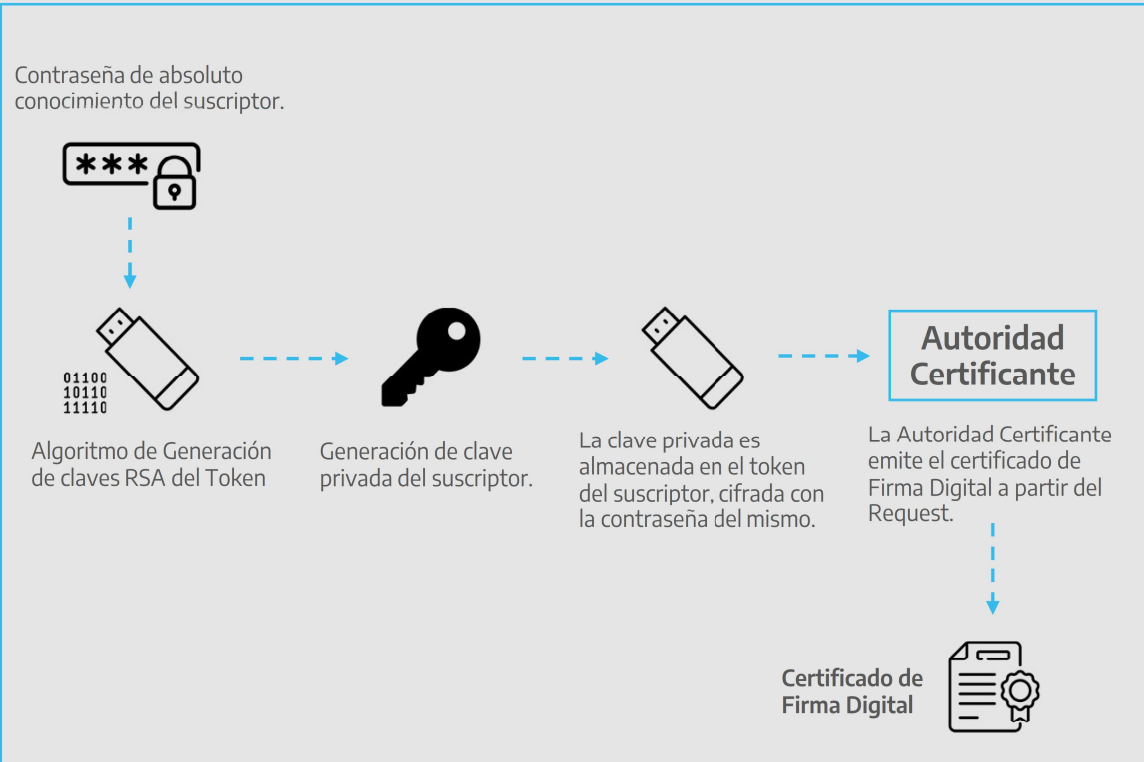 Contraseña de absoluto
conocimiento del suscriptor.
***
01100
10110
11110
Algoritmo de Generación
de claves RSA del Token
Generación de clave
privada del suscriptor.
La clave privada es
almacenada en el token
del suscriptor, cifrada con
la contraseña del mismo.
Autoridad
Certificante
La Autoridad Certificante
emite el certificado de
Firma Digital a partir del
Request.
Certificado de
Firma Digital